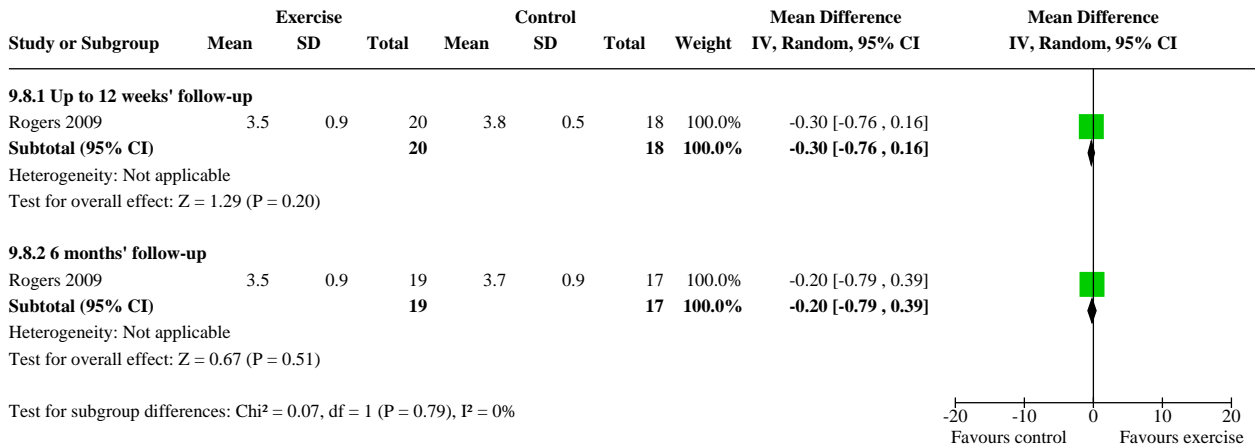 Exercise Control Mean Difference Mean Difference
Study or Subgroup Mean SD Total Mean SD Total Weight IV, Random, 95% CI IV, Random, 95% CI
9.8.1 Up to 12 weeks' follow-up
Rogers 2009 3.5 0.9 20 3.8 0.5 18 100.0% -0.30 [-0.76 , 0.16]
Subtotal (95% CI) 20 18 100.0% -0.30 [-0.76 , 0.16]
Heterogeneity: Not applicable
Test for overall effect: Z = 1.29 (P = 0.20)
9.8.2 6 months' follow-up
Rogers 2009 3.5 0.9 19 3.7 0.9 17 100.0% -0.20 [-0.79 , 0.39]
Subtotal (95% CI) 19 17 100.0% -0.20 [-0.79 , 0.39]
Heterogeneity: Not applicable
Test for overall effect: Z = 0.67 (P = 0.51)
Test for subgroup differences: Chi² = 0.07, df = 1 (P = 0.79), I² = 0%
-20 -10 0 10 20
Favours control Favours exercise